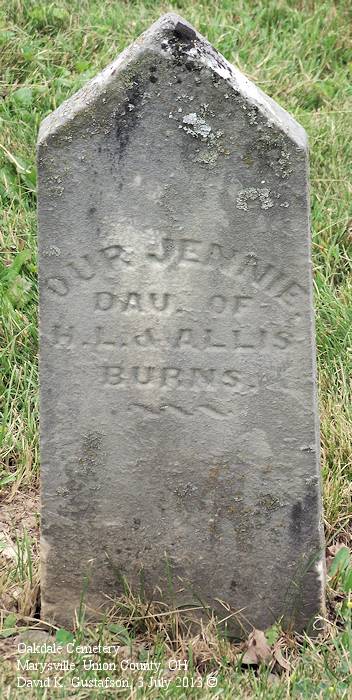 OUR JENNIE,
DAU. OF
H. L. & ALLIS
BURNS.
Oakdale Cemetery
Marysville, Union County, OH
David K. Gustafson, 3 July 2013 ©